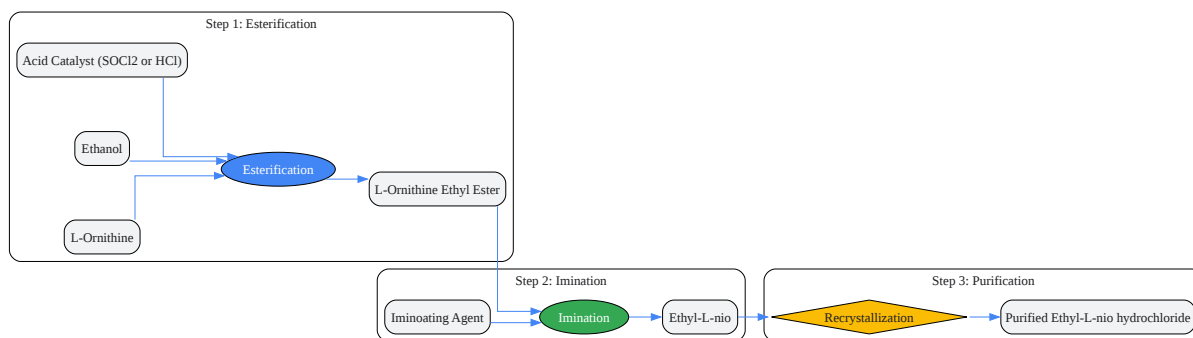 Step 1: Esterification
Acid Catalyst (SOCl2 or HCl)
Ethanol
Esterification
L-Ornithine Ethyl Ester
L-Ornithine
Step 2: Imination
Iminoating Agent
Imination
Ethyl-L-nio
Step 3: Purification
Recrystallization
Purified Ethyl-L-nio hydrochloride